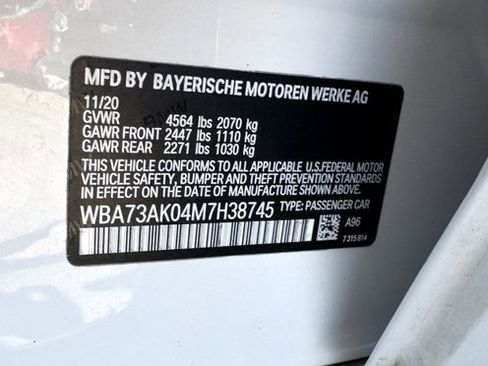 MFD BY BAYERISCHE MOTOREN WERKE AG
11/20
GVWR 4564 lbs 2070 kg
GAWR FRONT 2447 lbs 1110 kg
GAWR REAR 2271 lbs 1030 kg
THIS VEHICLE CONFORMS TO ALL APPLICABLE U.S.FEDERAL MOTOR
VEHICLE SAFETY, BUMPER, AND THEFT PREVENTION STANDARDS
IN EFFECT ON THE DATE OF MANUFACTURE SHOWN ABOVE.
WBA73AK04M7H38745 TYPE: PASSENGER CAR
A96
7315814